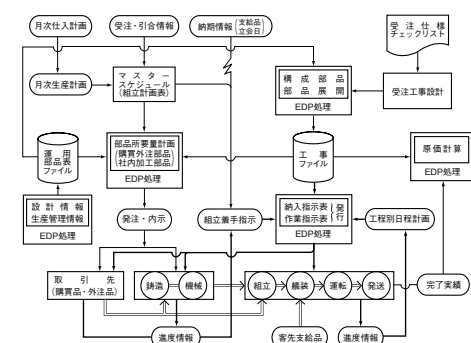 月次仕入計画
受注・引合情報
納期情報(支給品
立会日)
受注仕様
チェックリスト
月次生産計画
マスター
スケジュール
(組立計画表)
構成部品
部品展開
EDP処理
受注工事設計
運用
部品表
ファイル
部品所要量計画
(購買外注部品)
(社内加工部品)
EDP処理
工事
ファイル
原価計算
EDP処理
設計情報
生産管理情報
EDP処理
発注・内示
組立着手指示
納入指示表
作業指示表
発行
EDP処理
工程別日程計画
取引先
(購買品・外注品)
鋳造
機械
組立
艤装
運転
発送
完了実績
進度情報
客先支給品
進度情報